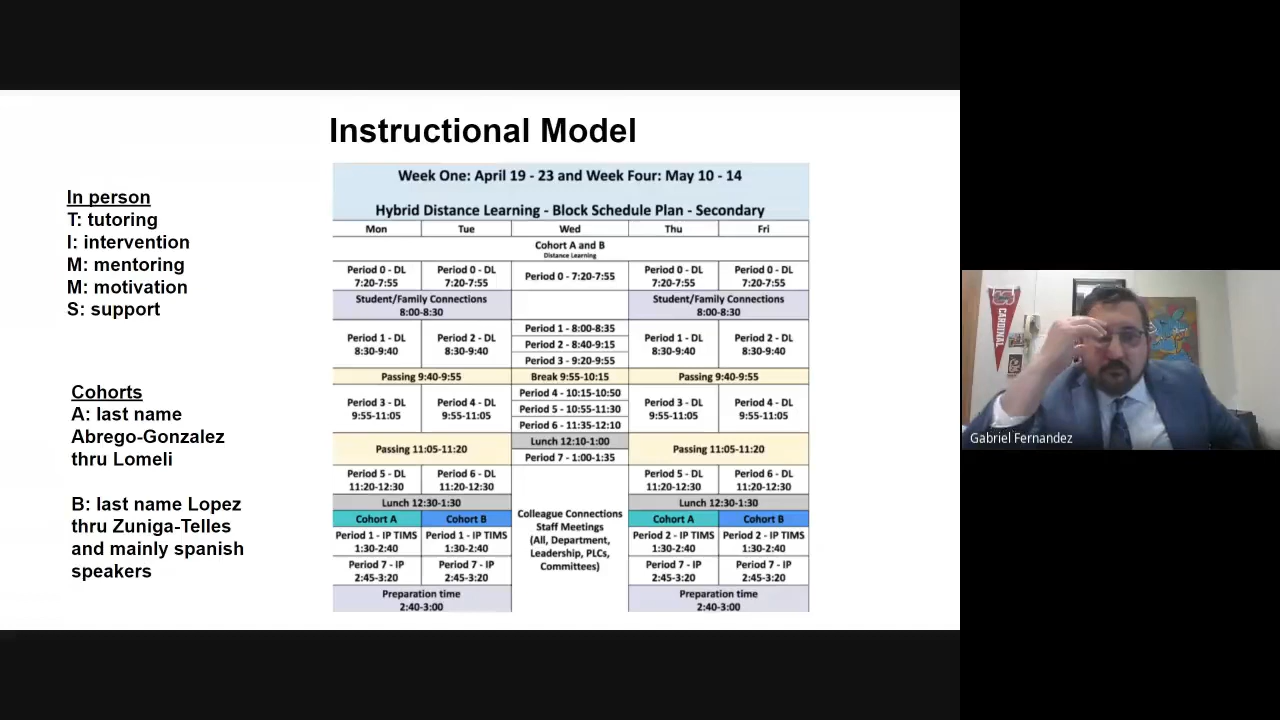 Instructional Model
In person
T: tutoring
I: intervention
M: mentoring
M: motivation
S: support
Cohorts
A: last name
Abrego-Gonzalez
thru Lomeli
B: last name Lopez
thru Zuniga-Telles
and mainly spanish
speakers
Week One: April 19 - 23 and Week Four: May 10 - 14
Hybrid Distance Learning - Block Schedule Plan - Secondary
Mon Tue Wed Thu Fri
Cohort A and B
Distance Learning
Period 0 - DL
7:20-7:55
Period 0 - DL
7:20-7:55
Period 0 - 7:20-7:55
Period 0 - DL
7:20-7:55
Period 0 - DL
7:20-7:55
Student/Family Connections
8:00-8:30
Student/Family Connections
8:00-8:30
Period 1 - DL
8:30-9:40
Period 2 - DL
8:30-9:40
Period 1 - 8:00-8:35
Period 2 - 8:40-9:15
Period 3 - 9:20-9:55
Period 1 - DL
8:30-9:40
Period 2 - DL
8:30-9:40
Passing 9:40-9:55
Break 9:55-10:15
Passing 9:40-9:55
Period 3 - DL
9:55-11:05
Period 4 - DL
9:55-11:05
Period 4 - 10:15-10:50
Period 5 - 10:55-11:30
Period 6 - 11:35-12:10
Period 3 - DL
9:55-11:05
Period 4 - DL
9:55-11:05
Passing 11:05-11:20
Lunch 12:10-1:00
Period 7 - 1:00-1:35
Passing 11:05-11:20
Period 5 - DL
11:20-12:30
Period 6 - DL
11:20-12:30
Period 5 - DL
11:20-12:30
Period 6 - DL
11:20-12:30
Lunch 12:30-1:30
Lunch 12:30-1:30
Colleague Connections
Staff Meetings
(All, Department,
Leadership, PLCs,
Committees)
Cohort A
Cohort B
Cohort A
Cohort B
Period 1 - IP TIMS
1:30-2:40
Period 1 - IP TIMS
1:30-2:40
Period 2 - IP TIMS
1:30-2:40
Period 2 - IP TIMS
1:30-2:40
Period 7 - IP
2:45-3:20
Period 7 - IP
2:45-3:20
Period 7 - IP
2:45-3:20
Period 7 - IP
2:45-3:20
Preparation time
2:40-3:00
Preparation time
2:40-3:00
CARDINAL
Gabriel Fernandez